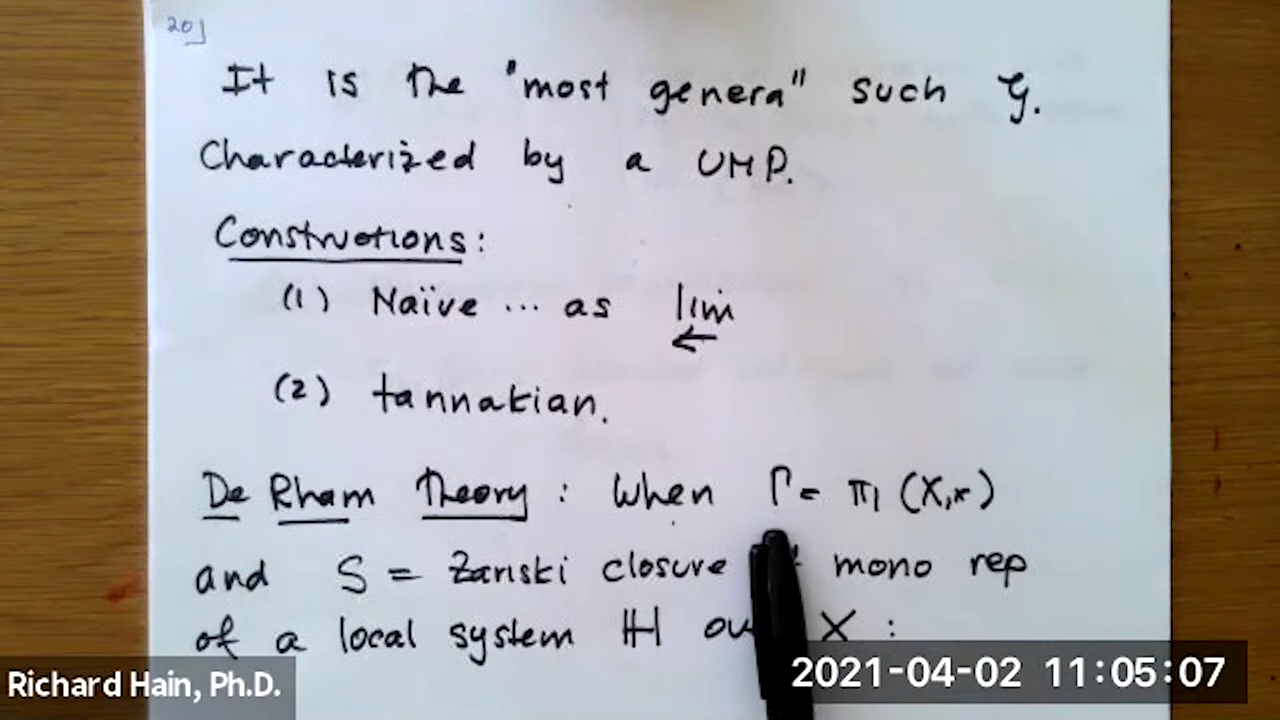 20]
It is the "most genera" such G.
Characterized by a UMP.
Constructions:
(1) Naïve ... as lim ←
(2) tannakian.
De Rham Theory: When Γ = π₁ (X,x)
and S = Zariski closure mono rep
of a local system ℍ X :
Richard Hain, Ph.D.
2021-04-02 11:05:07